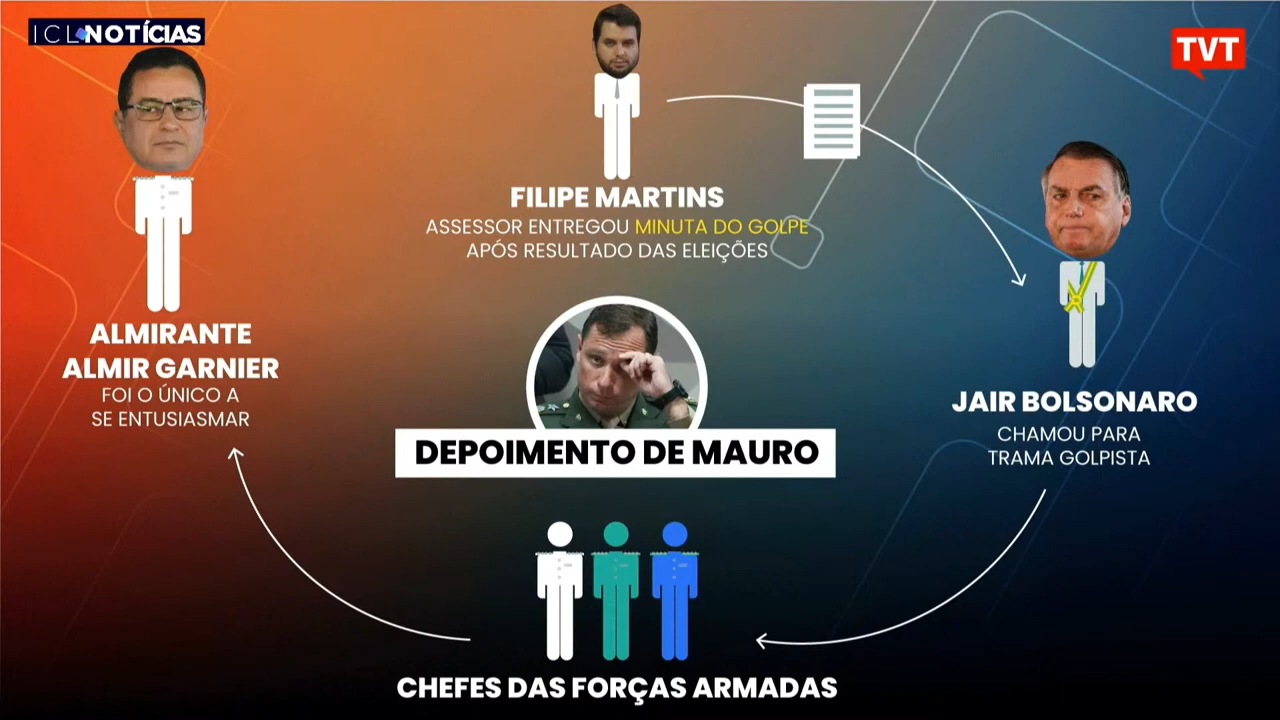 ICL NOTÍCIAS
TVT
FILIPE MARTINS
ASSESSOR ENTREGOU MINUTA DO GOLPE
APÓS RESULTADO DAS ELEIÇÕES
ALMIRANTE
ALMIR GARNIER
FOI O ÚNICO A
SE ENTUSIASMAR
JAIR BOLSONARO
CHAMOU PARA
TRAMA GOLPISTA
DEPOIMENTO DE MAURO
CHEFES DAS FORÇAS ARMADAS